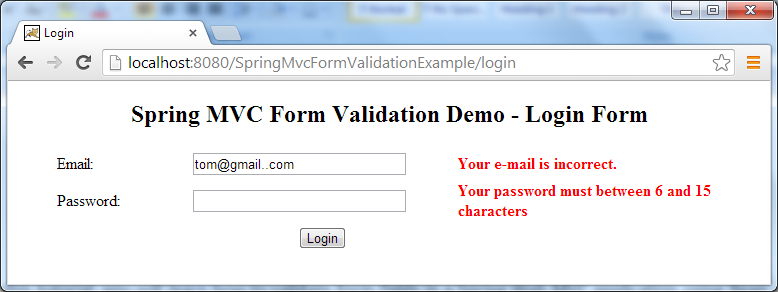 Login
localhost:8080/SpringMvcFormValidationExample/login
Spring MVC Form Validation Demo - Login Form
Email:
tom@gmail..com
Your e-mail is incorrect.
Password:
Your password must between 6 and 15
characters
Login